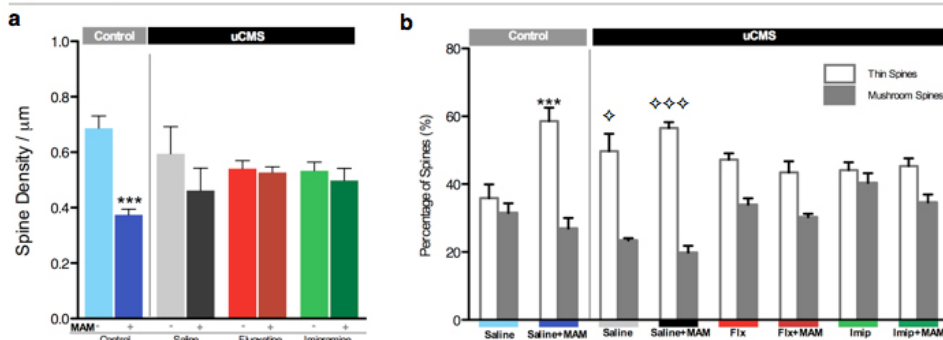 a
Control
uCMS
1.0
0.8
0.6
0.4
0.2
0.0
Spine Density / μm
***
MAM - + - + - + - +
Control Saline Fluoxetine Imipramine
b
Control
uCMS
80
60
40
20
0
Percentage of Spines (%)
Thin Spines
Mushroom Spines
***
✧
✧✧✧
Saline Saline+MAM Saline Saline+MAM Flx Flx+MAM Imip Imip+MAM